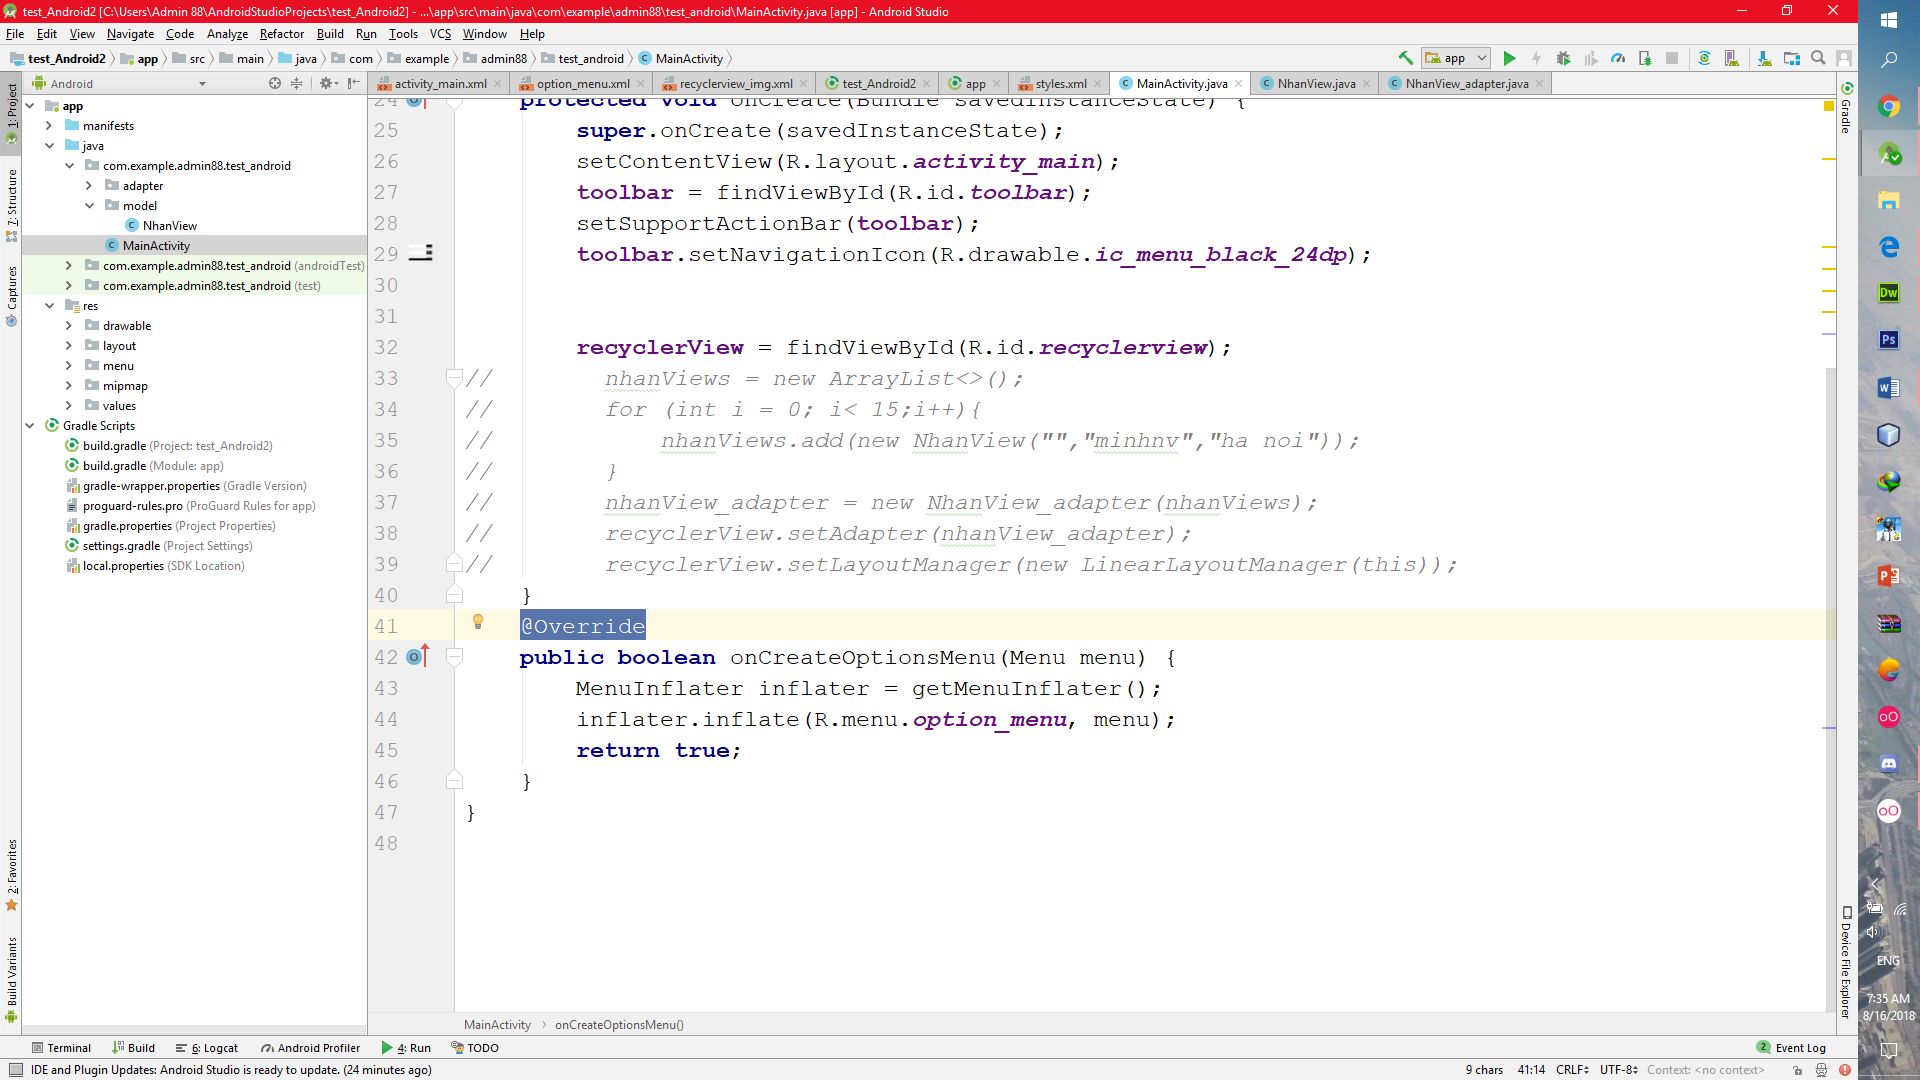 test_Android2 [C:\Users\Admin 88\AndroidStudioProjects\test_Android2] - ...\app\src\main\java\com\example\admin88\test_android\MainActivity.java [app] - Android Studio
File Edit View Navigate Code Analyze Refactor Build Run Tools VCS Window Help
test_Android2 app src main java com example admin88 test_android MainActivity
app
Android
activity_main.xml option_menu.xml recyclerview_img.xml test_Android2 app styles.xml MainActivity.java NhanView.java NhanView_adapter.java
1: Project
7: Structure
Captures
2: Favorites
Build Variants
app
manifests
java
com.example.admin88.test_android
adapter
model
NhanView
MainActivity
com.example.admin88.test_android (androidTest)
com.example.admin88.test_android (test)
res
drawable
layout
menu
mipmap
values
Gradle Scripts
build.gradle (Project: test_Android2)
build.gradle (Module: app)
gradle-wrapper.properties (Gradle Version)
proguard-rules.pro (ProGuard Rules for app)
gradle.properties (Project Properties)
settings.gradle (Project Settings)
local.properties (SDK Location)
24 protected void onCreate(Bundle savedInstanceState) {
25 super.onCreate(savedInstanceState);
26 setContentView(R.layout.activity_main);
27 toolbar = findViewById(R.id.toolbar);
28 setSupportActionBar(toolbar);
29 toolbar.setNavigationIcon(R.drawable.ic_menu_black_24dp);
30
31
32 recyclerView = findViewById(R.id.recyclerview);
33 // nhanViews = new ArrayList<>();
34 // for (int i = 0; i< 15;i++){
35 // nhanViews.add(new NhanView("","minhnv","ha noi"));
36 // }
37 // nhanView_adapter = new NhanView_adapter(nhanViews);
38 // recyclerView.setAdapter(nhanView_adapter);
39 // recyclerView.setLayoutManager(new LinearLayoutManager(this));
40 }
41 @Override
42 public boolean onCreateOptionsMenu(Menu menu) {
43 MenuInflater inflater = getMenuInflater();
44 inflater.inflate(R.menu.option_menu, menu);
45 return true;
46 }
47 }
48
MainActivity onCreateOptionsMenu()
Gradle
Device File Explorer
Terminal Build 6: Logcat Android Profiler 4: Run TODO
2 Event Log
IDE and Plugin Updates: Android Studio is ready to update. (24 minutes ago)
9 chars 41:14 CRLF UTF-8 Context: <no context>
Dw
Ps
W
P
ENG
7:35 AM
8/16/2018